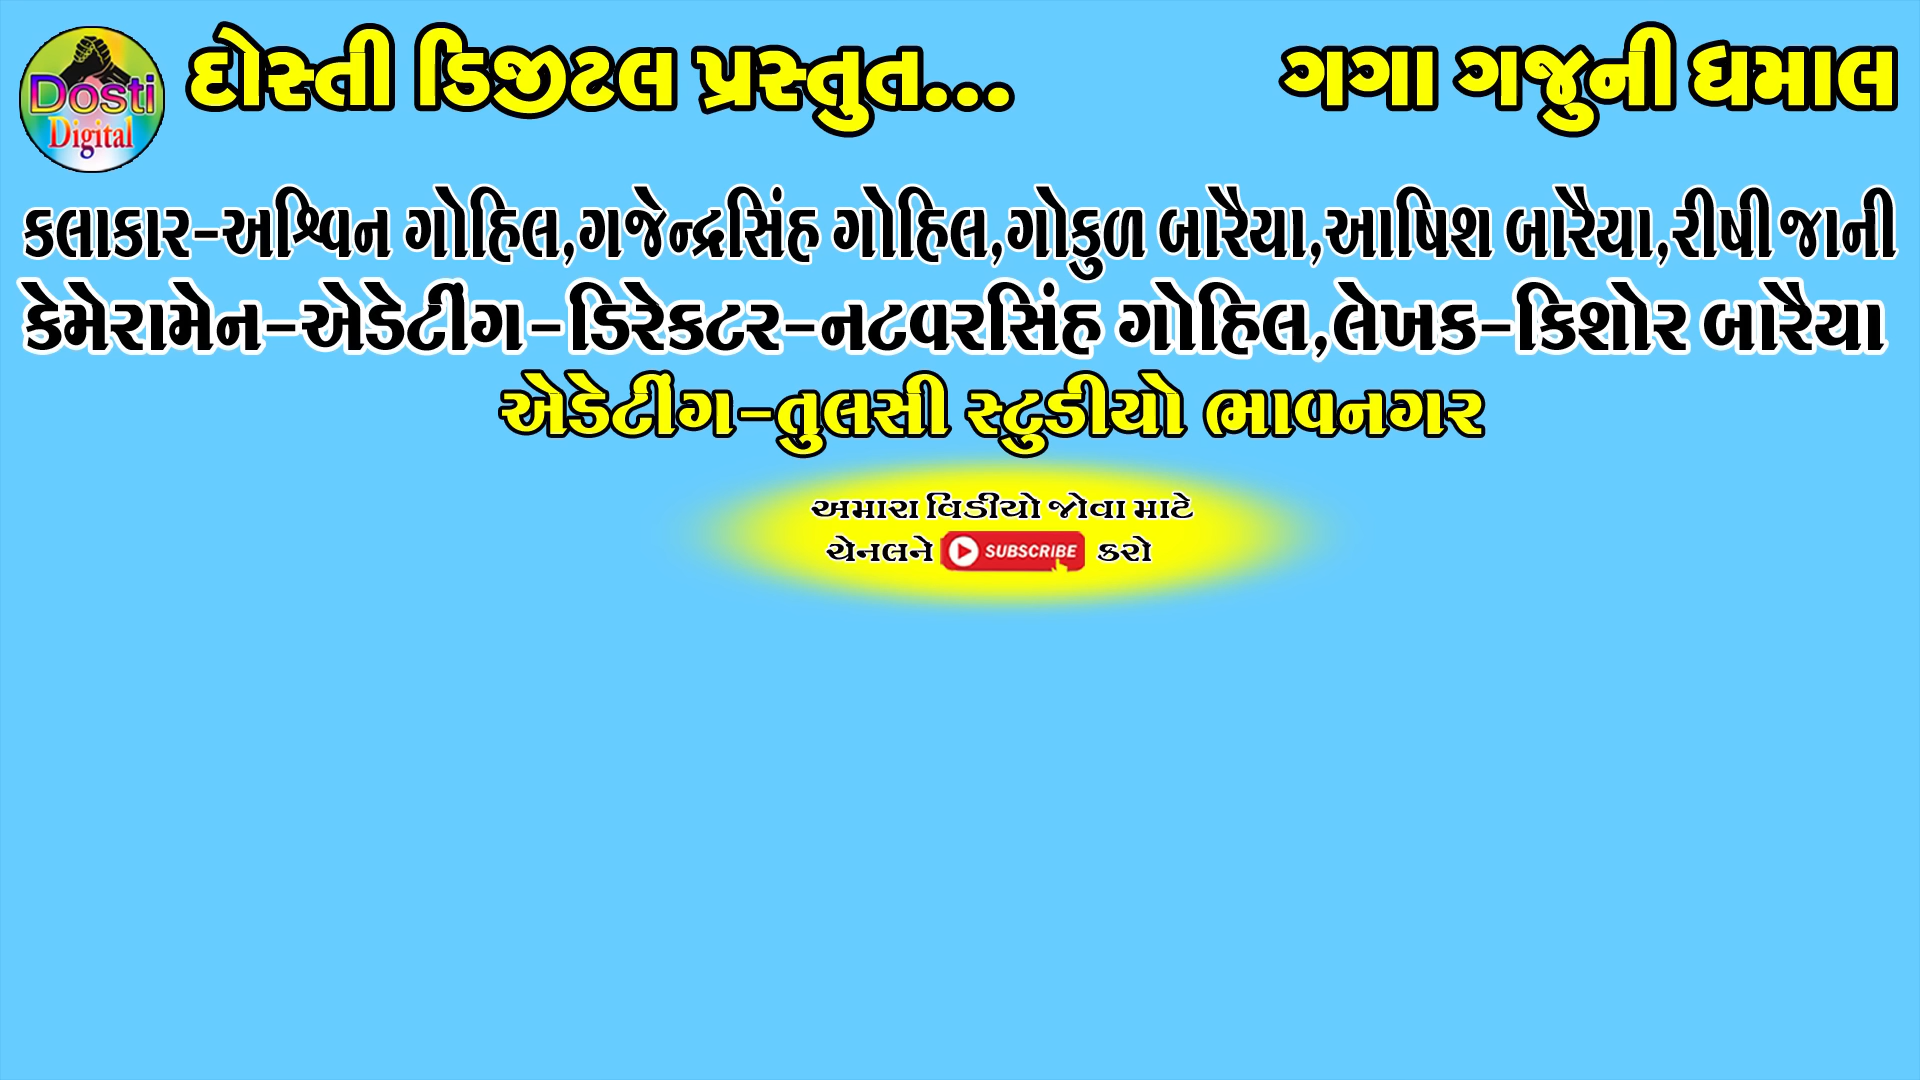 Dosti
Digital
દોસ્તી ડિજીટલ પ્રસ્તુત...
ગગા ગજુની ધમાલ
કલાકાર-અશ્વિન ગોહિલ,ગજેન્દ્રસિંહ ગોહિલ,ગોકુળ બારૈયા,આષિશ બારૈયા,રીષી જાની
કેમેરામેન-એડેટીંગ-ડિરેકટર-નટવરસિંહ ગોહિલ,લેખક-કિશોર બારૈયા
એડેટીંગ-તુલસી સ્ટુડીયો ભાવનગર
અમારા વિડીયો જોવા માટે
ચેનલને SUBSCRIBE કરો